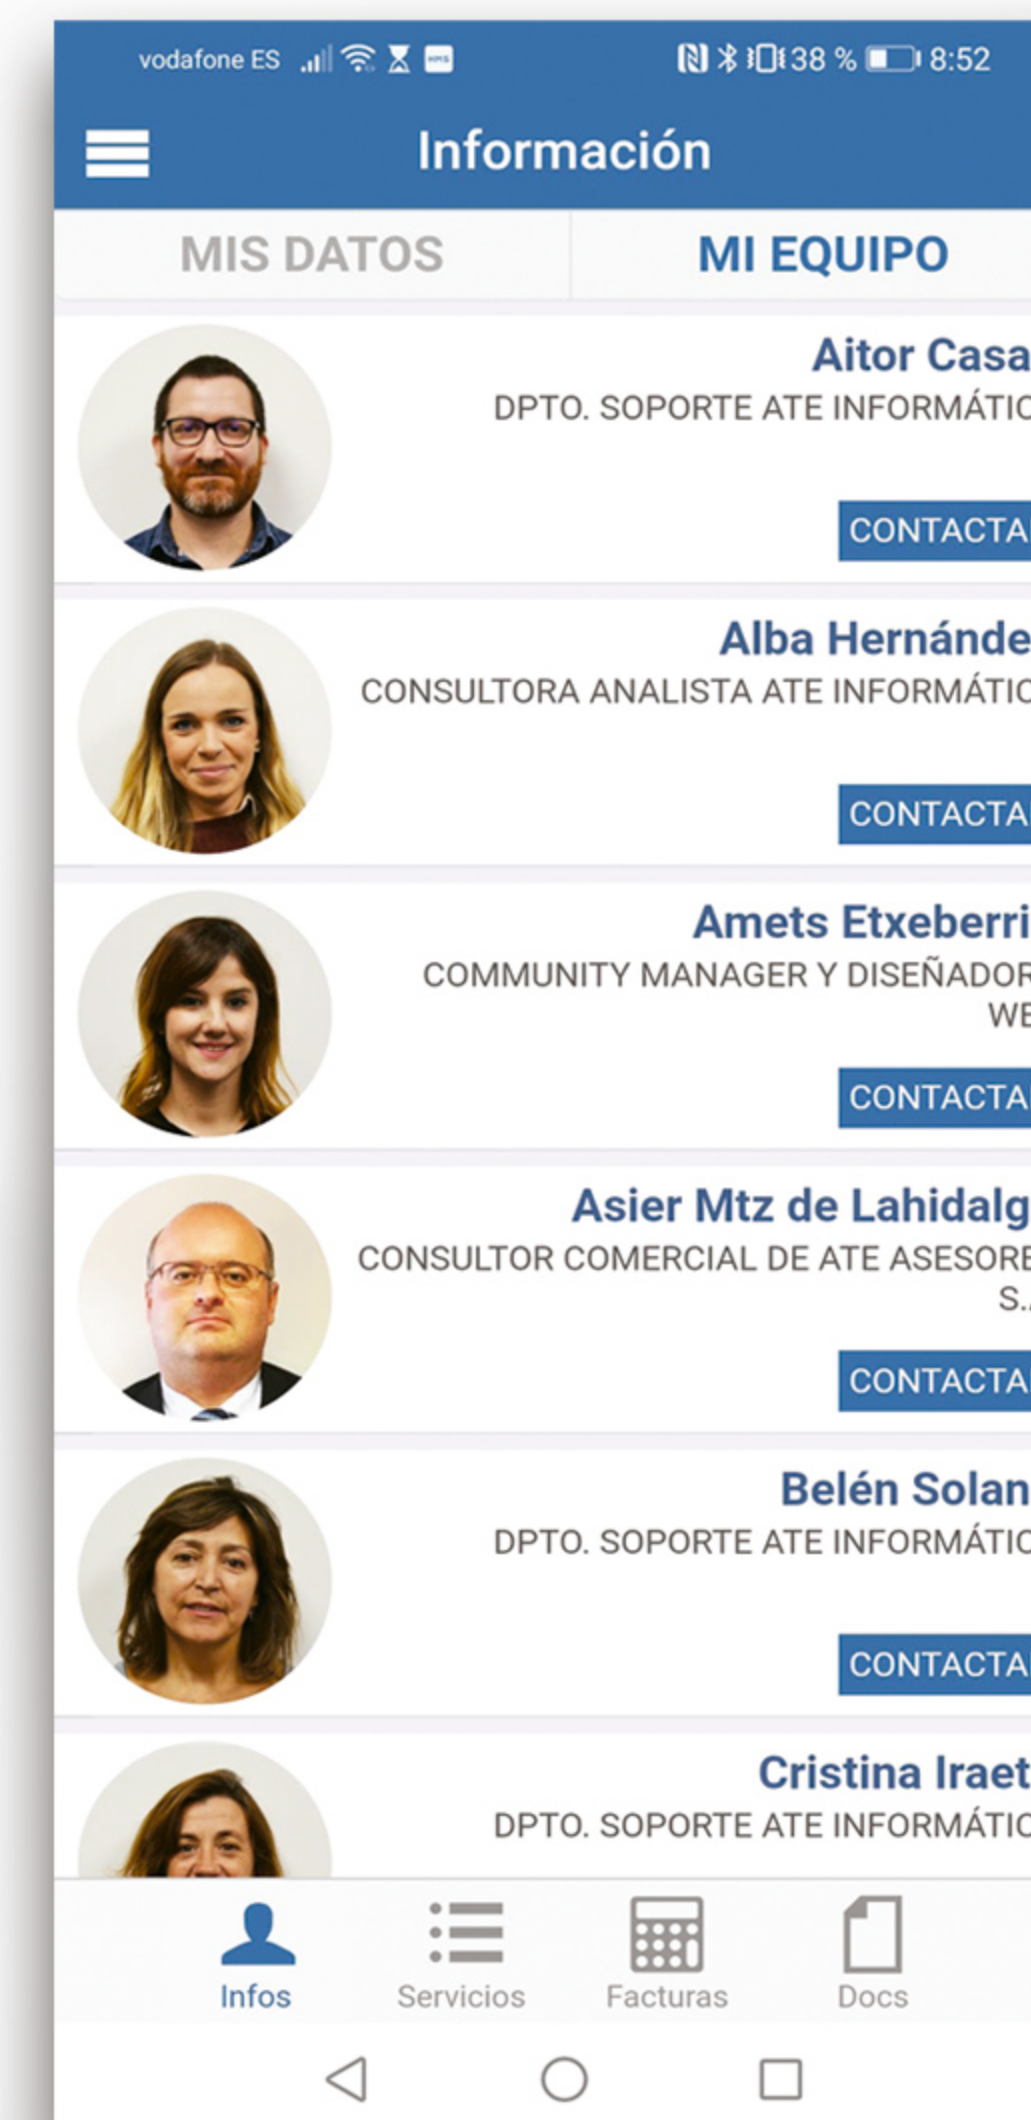 vodafone ES HMS 38 % 8:52
Información
MIS DATOS MI EQUIPO
Aitor Casa
DPTO. SOPORTE ATE INFORMÁTIC
CONTACTA
Alba Hernánde
CONSULTORA ANALISTA ATE INFORMÁTIC
CONTACTA
Amets Etxeberri
COMMUNITY MANAGER Y DISEÑADOR
WE
CONTACTA
Asier Mtz de Lahidalg
CONSULTOR COMERCIAL DE ATE ASESORE
S.
CONTACTA
Belén Solan
DPTO. SOPORTE ATE INFORMÁTIC
CONTACTA
Cristina Iraet
DPTO. SOPORTE ATE INFORMÁTIC
Infos Servicios Facturas Docs